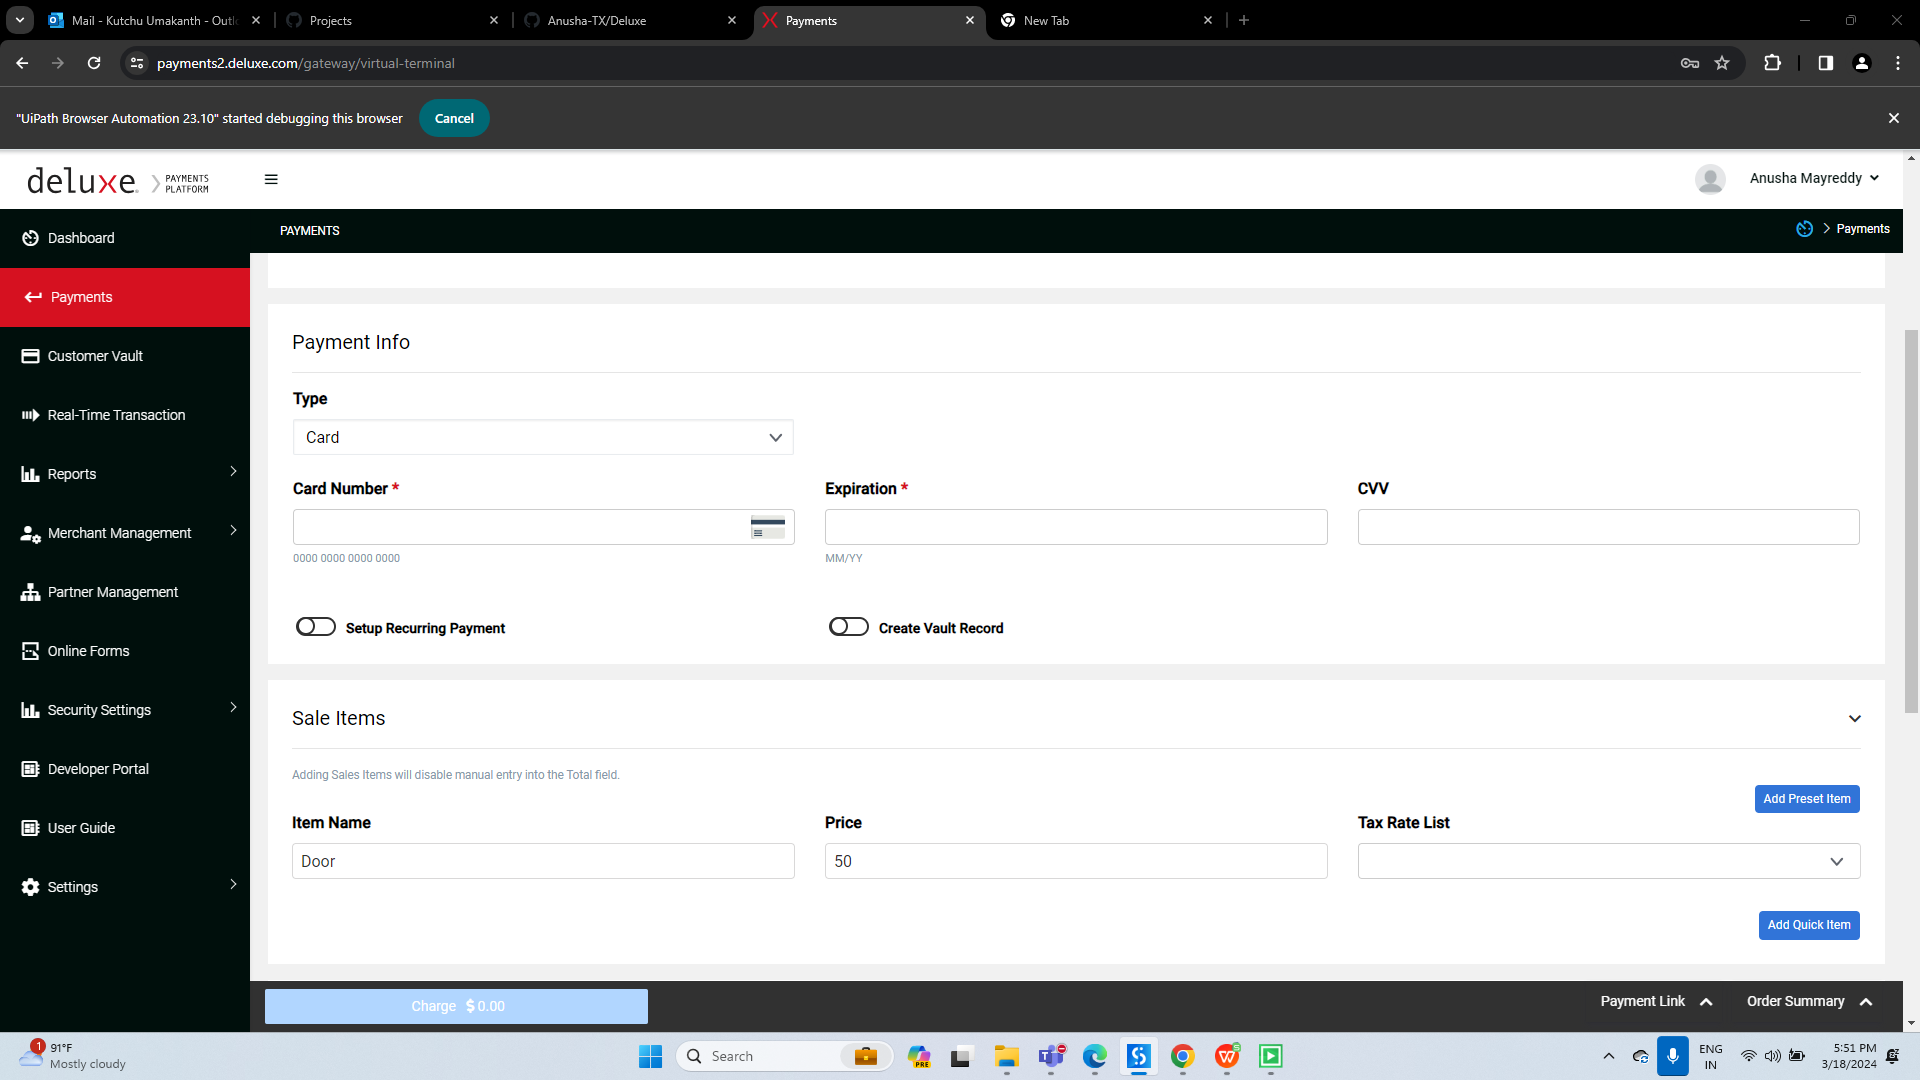 Mail - Kutchu Umakanth - Outl
Projects
Anusha-TX/Deluxe
Payments
New Tab
payments2.deluxe.com/gateway/virtual-terminal
"UiPath Browser Automation 23.10" started debugging this browser
Cancel
deluxe.
PAYMENTS
PLATFORM
Anusha Mayreddy
Dashboard
PAYMENTS
Payments
Payments
Customer Vault
Real-Time Transaction
Reports
Merchant Management
Partner Management
Online Forms
Security Settings
Developer Portal
User Guide
Settings
Payment Info
Type
Card
Card Number *
Expiration *
CVV
0000 0000 0000 0000
MM/YY
Setup Recurring Payment
Create Vault Record
Sale Items
Adding Sales Items will disable manual entry into the Total field.
Add Preset Item
Item Name
Price
Tax Rate List
Door
50
Add Quick Item
Charge $ 0.00
Payment Link
Order Summary
1
91°F
Mostly cloudy
Search
PRE
ENG
IN
5:51 PM
3/18/2024